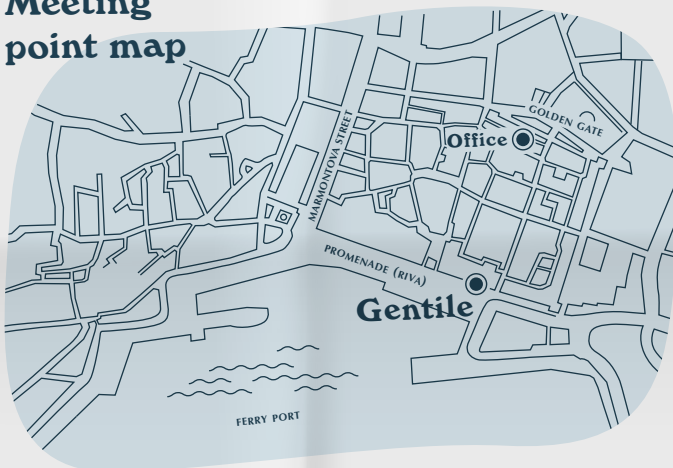 Meeting
point map
GOLDEN GATE
Office
MARMONTOVA STREET
PROMENADE (RIVA)
Gentile
FERRY PORT